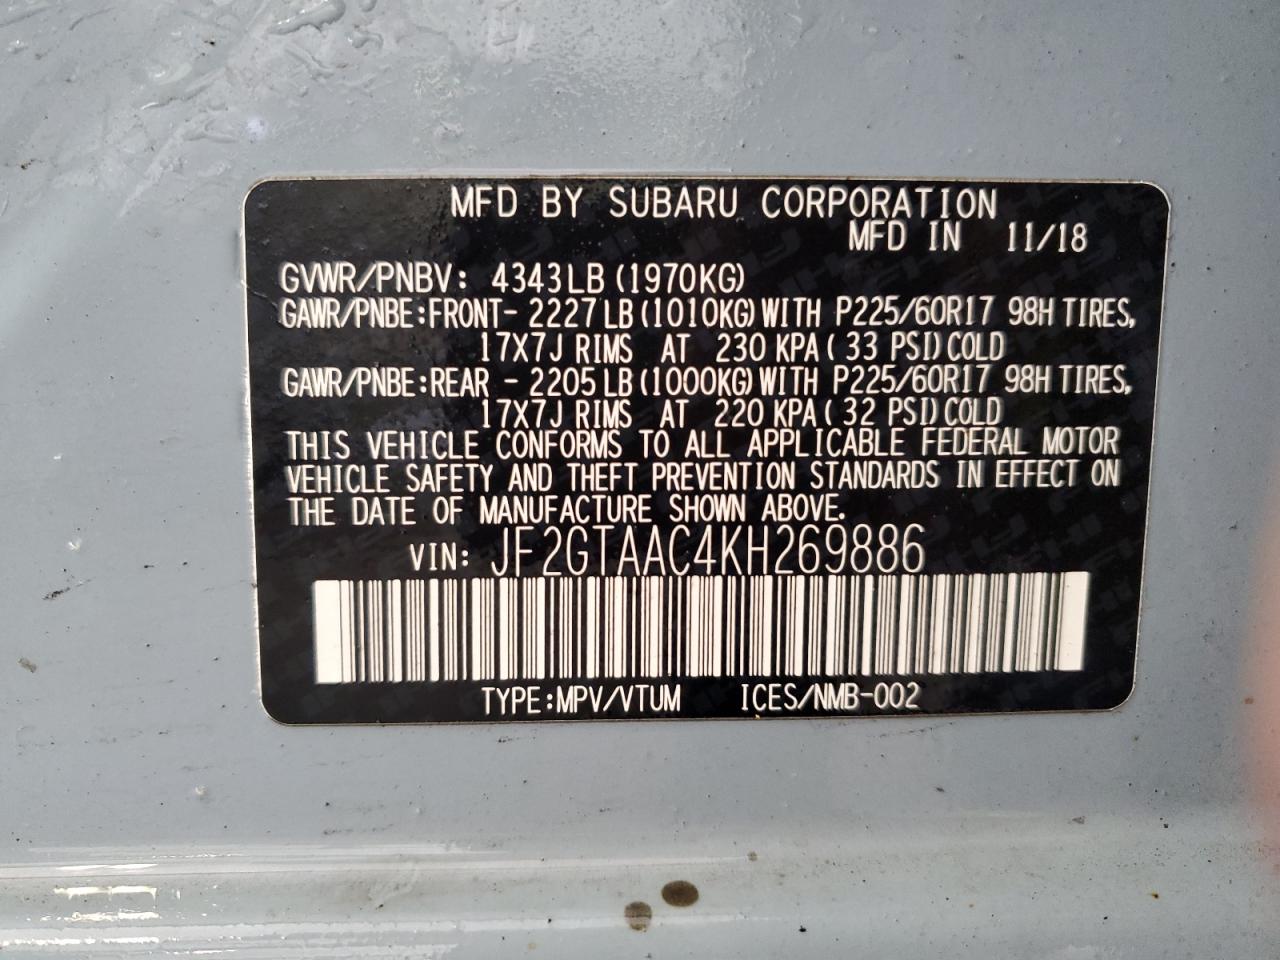 MFD BY SUBARU CORPORATION
MFD IN 11/18
GVWR/PNBV: 4343LB (1970KG)
GAWR/PNBE:FRONT- 2227LB(1010KG)WITH P225/60R17 98H TIRES,
17X7J RIMS AT 230 KPA( 33 PSI)COLD
GAWR/PNBE:REAR - 2205LB(1000KG)WITH P225/60R17 98H TIRES,
17X7J RIMS AT 220 KPA( 32 PSI)COLD
THIS VEHICLE CONFORMS TO ALL APPLICABLE FEDERAL MOTOR
VEHICLE SAFETY AND THEFT PREVENTION STANDARDS IN EFFECT ON
THE DATE OF MANUFACTURE SHOWN ABOVE.
VIN: JF2GTAAC4KH269886
TYPE:MPV/VTUM ICES/NMB-002